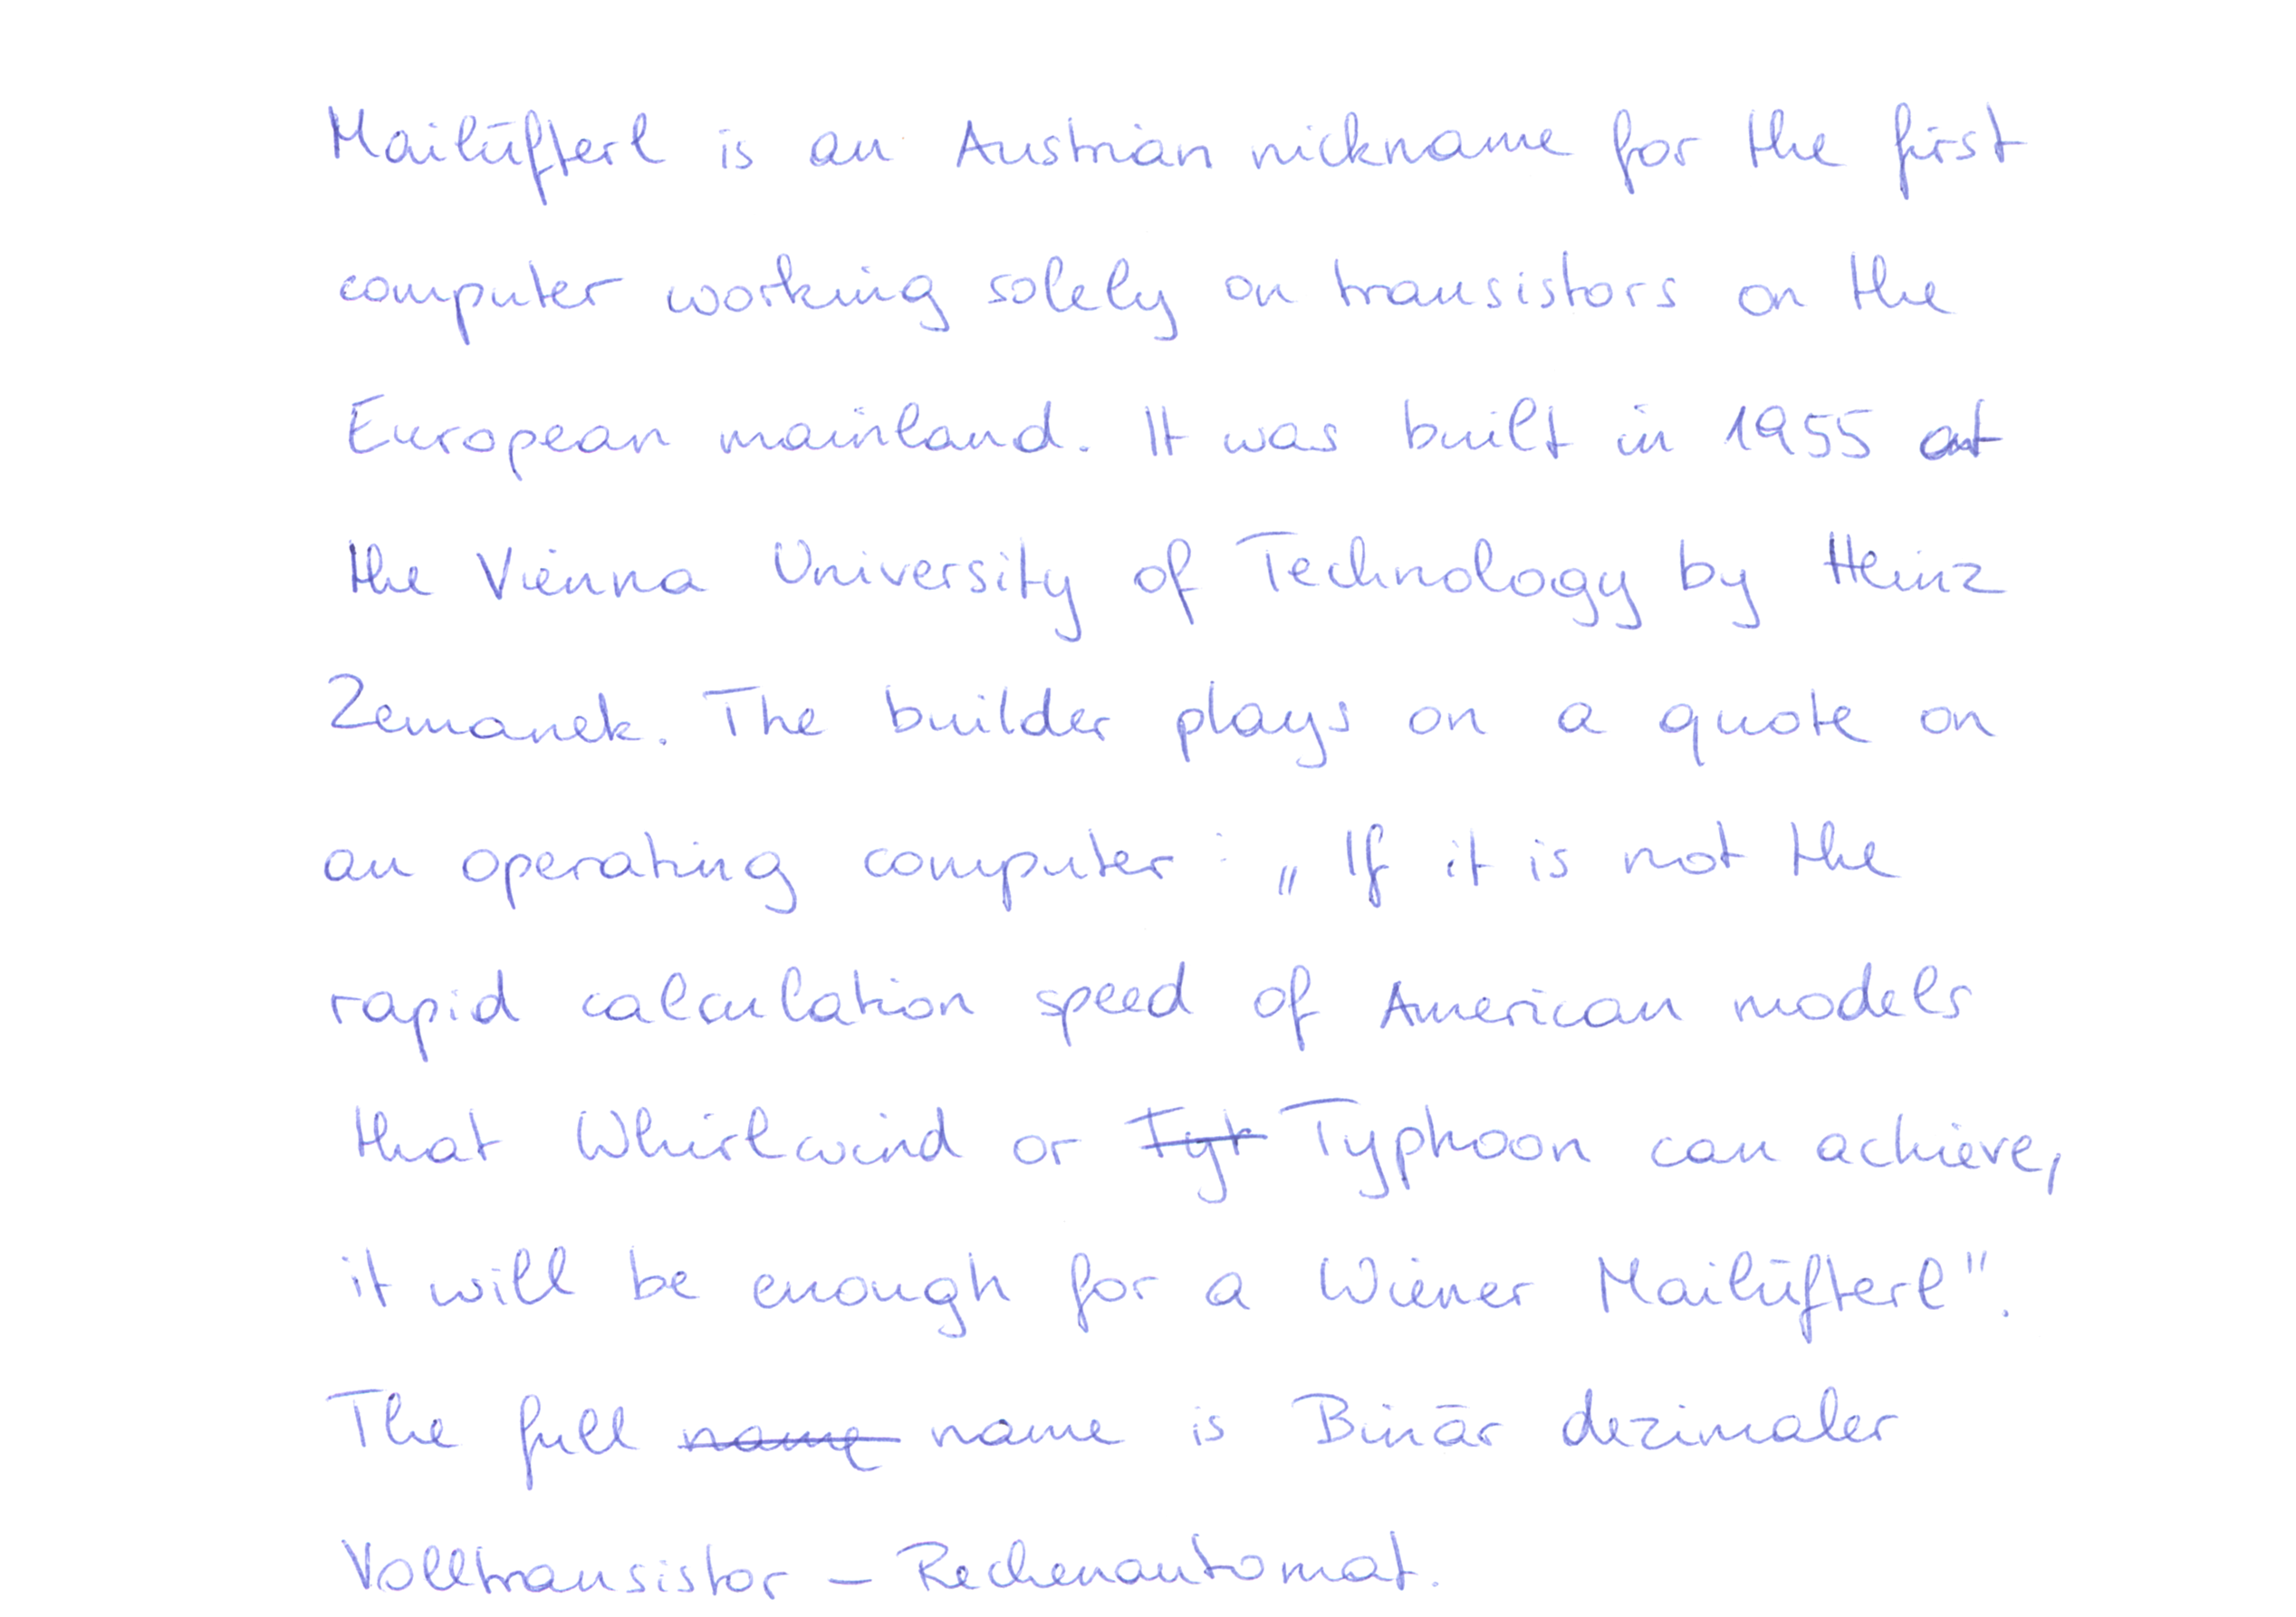 Mailüfterl is an Austrian nickname for the first
computer working solely on transistors on the
European mainland. It was built in 1955 at
the Vienna University of Technology by Heinz
Zemanek. The builder plays on a quote on
an operating computer: „If it is not the
rapid calculation speed of American models
that Whirlwind or Typhoon can achieve,
it will be enough for a Wiener Mailüfterl".
The full name name is Binär dezimaler
Volltransistor - Rechenautomat.